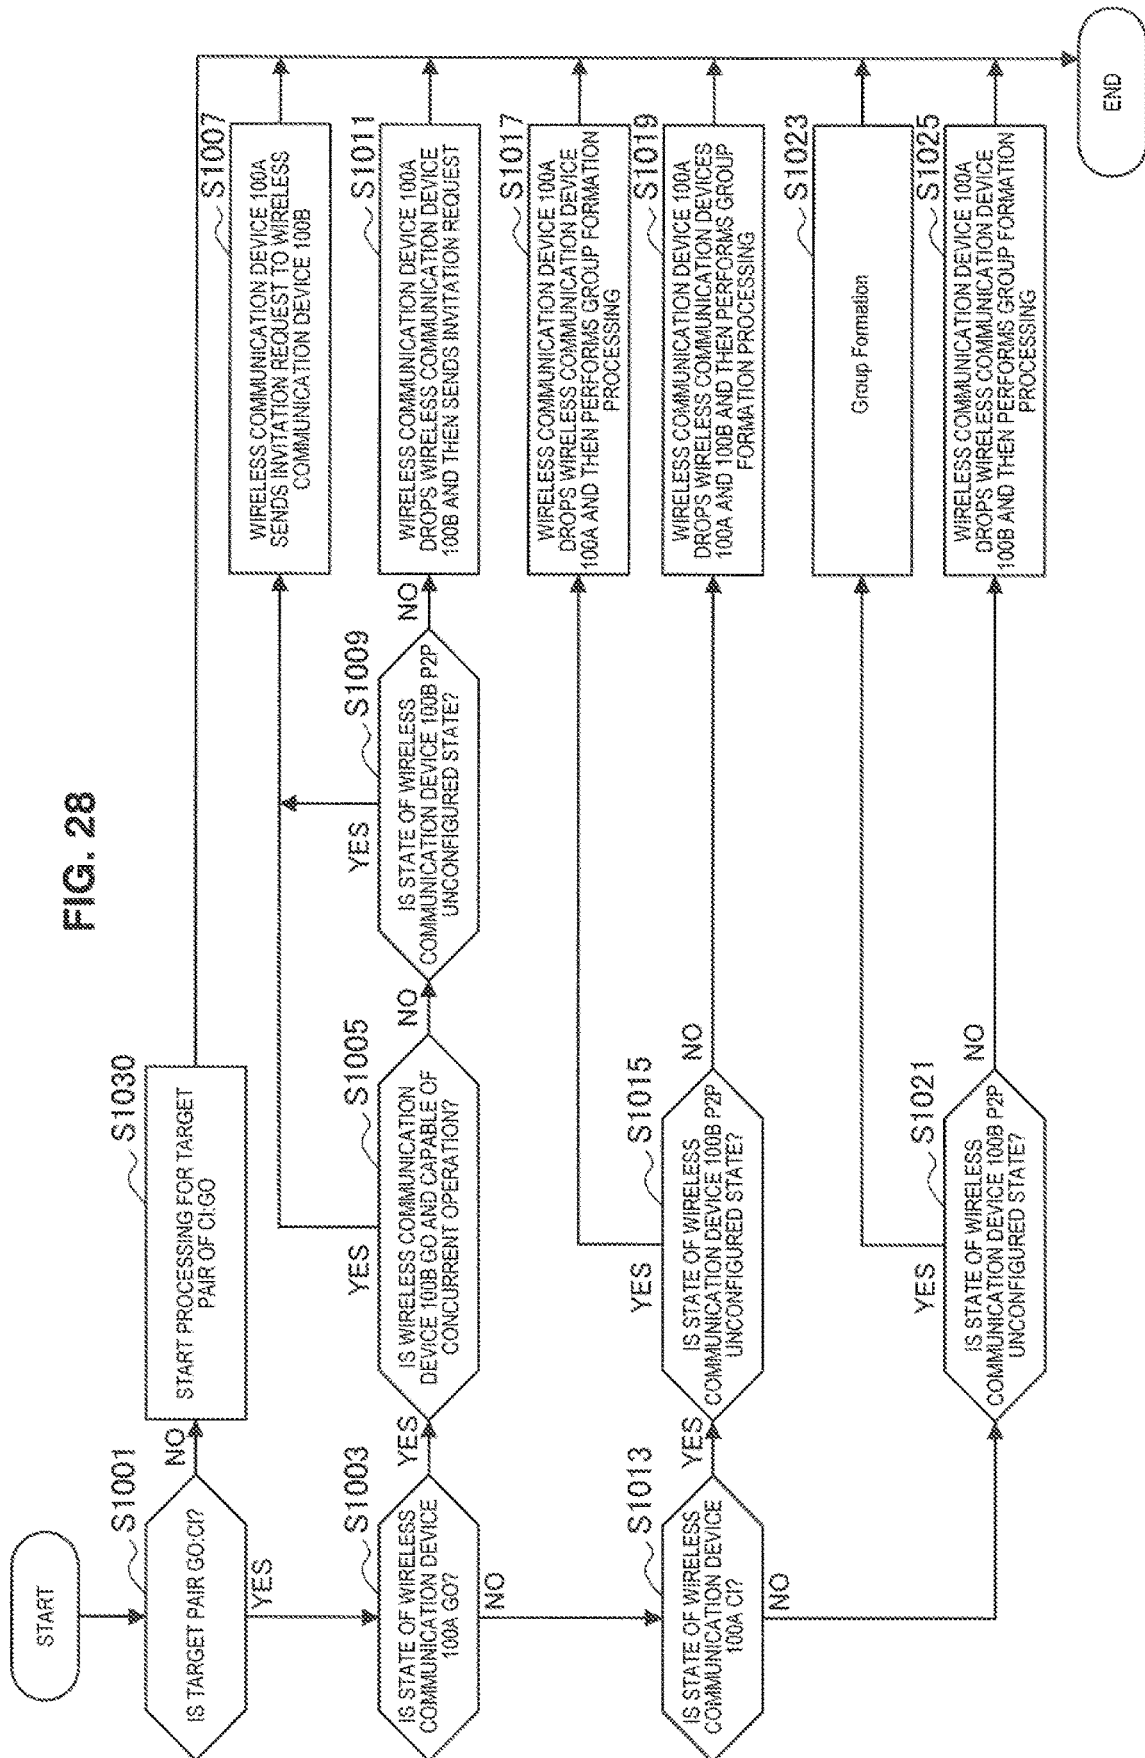 FIG. 28
START
IS TARGET PAIR GO:Cl?
S1001
NO
YES
START PROCESSING FOR TARGET
PAIR OF Cl:GO
S1030
IS STATE OF WIRELESS
COMMUNICATION DEVICE
100A GO?
S1003
YES
NO
IS WIRELESS COMMUNICATION
DEVICE 100B GO AND CAPABLE OF
CONCURRENT OPERATION?
S1005
YES
NO
IS STATE OF WIRELESS
COMMUNICATION DEVICE 100B P2P
UNCONFIGURED STATE?
S1009
YES
NO
WIRELESS COMMUNICATION DEVICE 100A
SENDS INVITATION REQUEST TO WIRELESS
COMMUNICATION DEVICE 100B
S1007
WIRELESS COMMUNICATION DEVICE 100A
DROPS WIRELESS COMMUNICATION DEVICE
100B AND THEN SENDS INVITATION REQUEST
S1011
IS STATE OF WIRELESS
COMMUNICATION DEVICE
100A Cl?
S1013
YES
NO
IS STATE OF WIRELESS
COMMUNICATION DEVICE 100B P2P
UNCONFIGURED STATE?
S1015
YES
NO
WIRELESS COMMUNICATION DEVICE 100A
DROPS WIRELESS COMMUNICATION DEVICE
100A AND THEN PERFORMS GROUP FORMATION
PROCESSING
S1017
WIRELESS COMMUNICATION DEVICE 100A
DROPS WIRELESS COMMUNICATION DEVICES
100A AND 100B AND THEN PERFORMS GROUP
FORMATION PROCESSING
S1019
IS STATE OF WIRELESS
COMMUNICATION DEVICE 100B P2P
UNCONFIGURED STATE?
S1021
YES
NO
Group Formation
S1023
WIRELESS COMMUNICATION DEVICE 100A
DROPS WIRELESS COMMUNICATION DEVICE
100B AND THEN PERFORMS GROUP FORMATION
PROCESSING
S1025
END